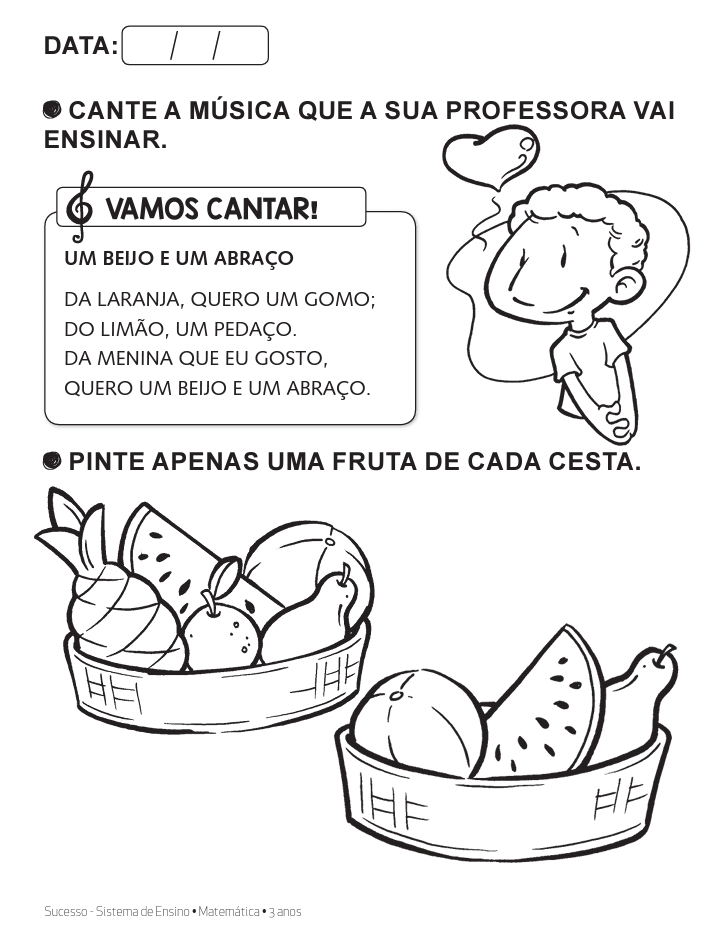 DATA: / /
CANTE A MÚSICA QUE A SUA PROFESSORA VAI
ENSINAR.
VAMOS CANTAR!
UM BEIJO E UM ABRAÇO
DA LARANJA, QUERO UM GOMO;
DO LIMÃO, UM PEDAÇO.
DA MENINA QUE EU GOSTO,
QUERO UM BEIJO E UM ABRAÇO.
PINTE APENAS UMA FRUTA DE CADA CESTA.
Sucesso - Sistema de Ensino • Matemática • 3 anos